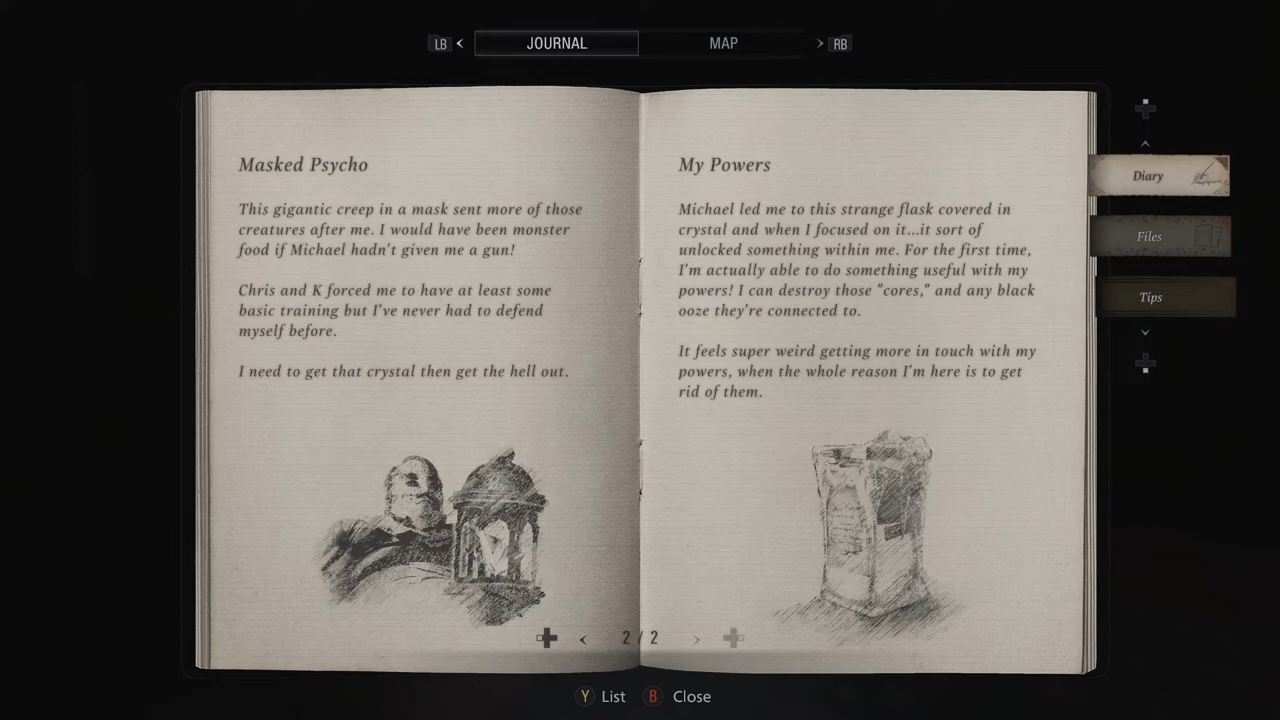 LB JOURNAL MAP RB
Masked Psycho
This gigantic creep in a mask sent more of those
creatures after me. I would have been monster
food if Michael hadn't given me a gun!
Chris and K forced me to have at least some
basic training but I've never had to defend
myself before.
I need to get that crystal then get the hell out.
My Powers
Michael led me to this strange flask covered in
crystal and when I focused on it...it sort of
unlocked something within me. For the first time,
I'm actually able to do something useful with my
powers! I can destroy those "cores," and any black
ooze they're connected to.
It feels super weird getting more in touch with my
powers, when the whole reason I'm here is to get
rid of them.
Diary
Files
Tips
2 / 2
Y List B Close